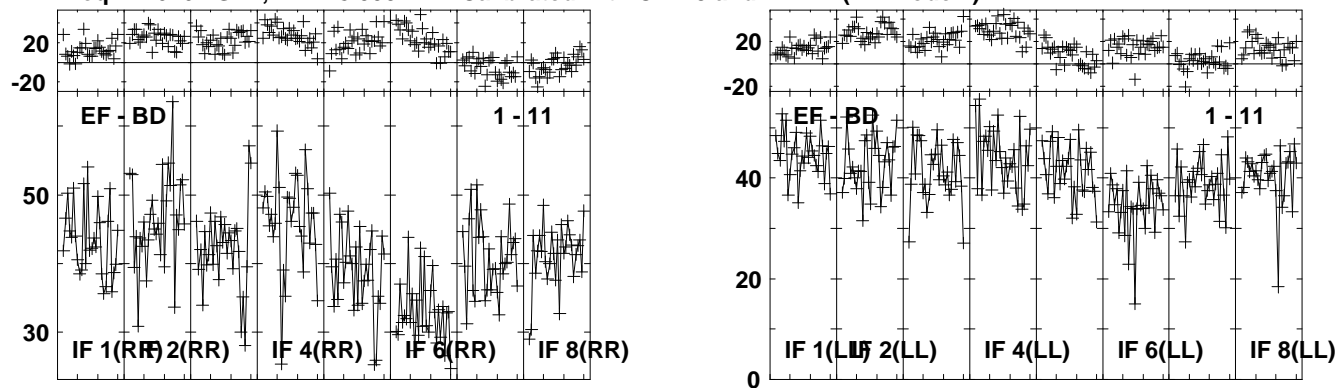 20
-20
EF - BD 1 - 11
50
30
IF 1(RR) IF 2(RR) IF 4(RR) IF 6(RR) IF 8(RR)
20
-20
EF - BD 1 - 11
40
20
0
IF 1(LL) IF 2(LL) IF 4(LL) IF 6(LL) IF 8(LL)